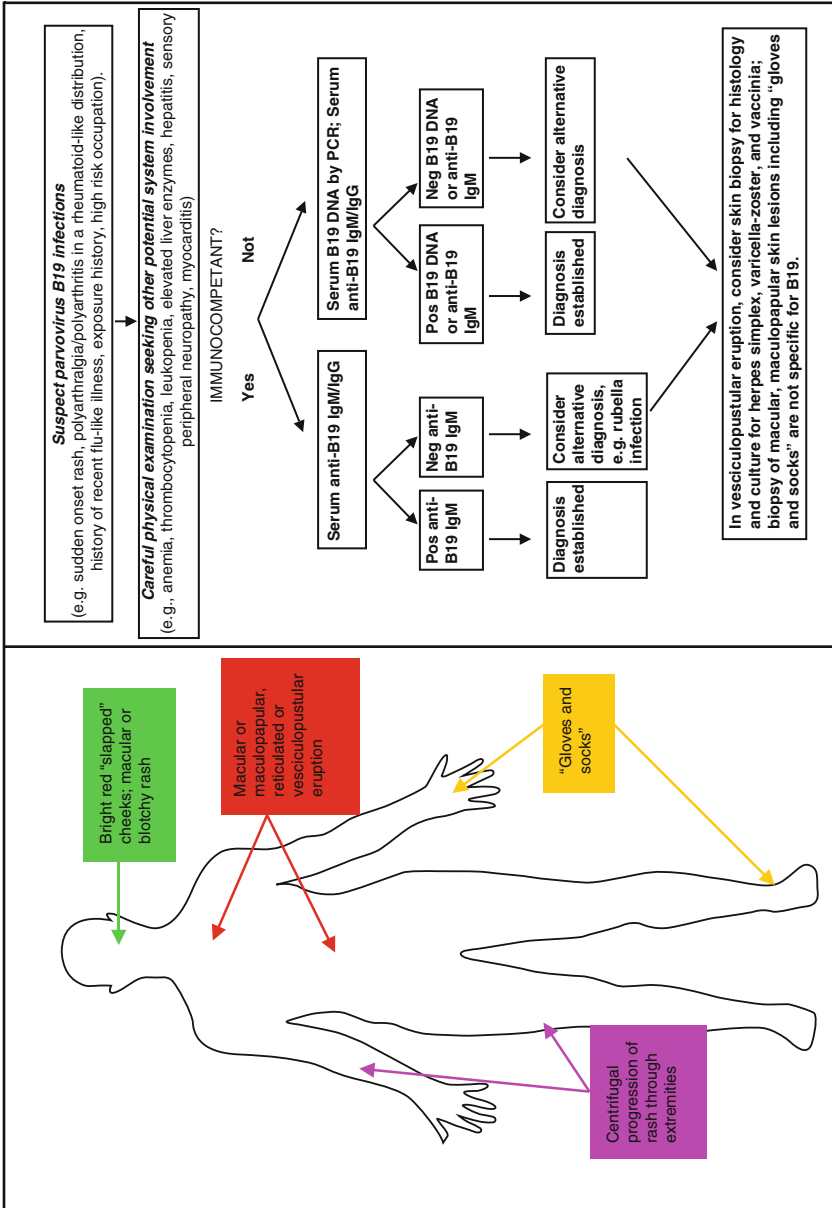 Bright red “slapped”
cheeks; macular or
blotchy rash
Macular or
maculopapular,
reticulated or
vesciculopustular
eruption
“Gloves and
socks”
Centrifugal
progression of
rash through
extremities
Suspect parvovirus B19 infections
(e.g. sudden onset rash, polyarthralgia/polyarthritis in a rheumatoid-like distribution,
history of recent flu-like illness, exposure history, high risk occupation).
Careful physical examination seeking other potential system involvement
(e.g., anemia, thrombocytopenia, leukopenia, elevated liver enzymes, hepatitis, sensory
peripheral neuropathy, myocarditis)
IMMUNOCOMPETANT?
Yes
Not
Serum anti-B19 IgM/IgG
Serum B19 DNA by PCR; Serum
anti-B19 IgM/IgG
Pos anti-
B19 IgM
Neg anti-
B19 IgM
Pos B19 DNA
or anti-B19
IgM
Neg B19 DNA
or anti-B19
IgM
Diagnosis
established
Consider
alternative
diagnosis,
e.g. rubella
infection
Diagnosis
established
Consider alternative
diagnosis
In vesciculopustular eruption, consider skin biopsy for histology
and culture for herpes simplex, varicella-zoster, and vaccinia;
biopsy of macular, maculopapular skin lesions including “gloves
and socks” are not specific for B19.